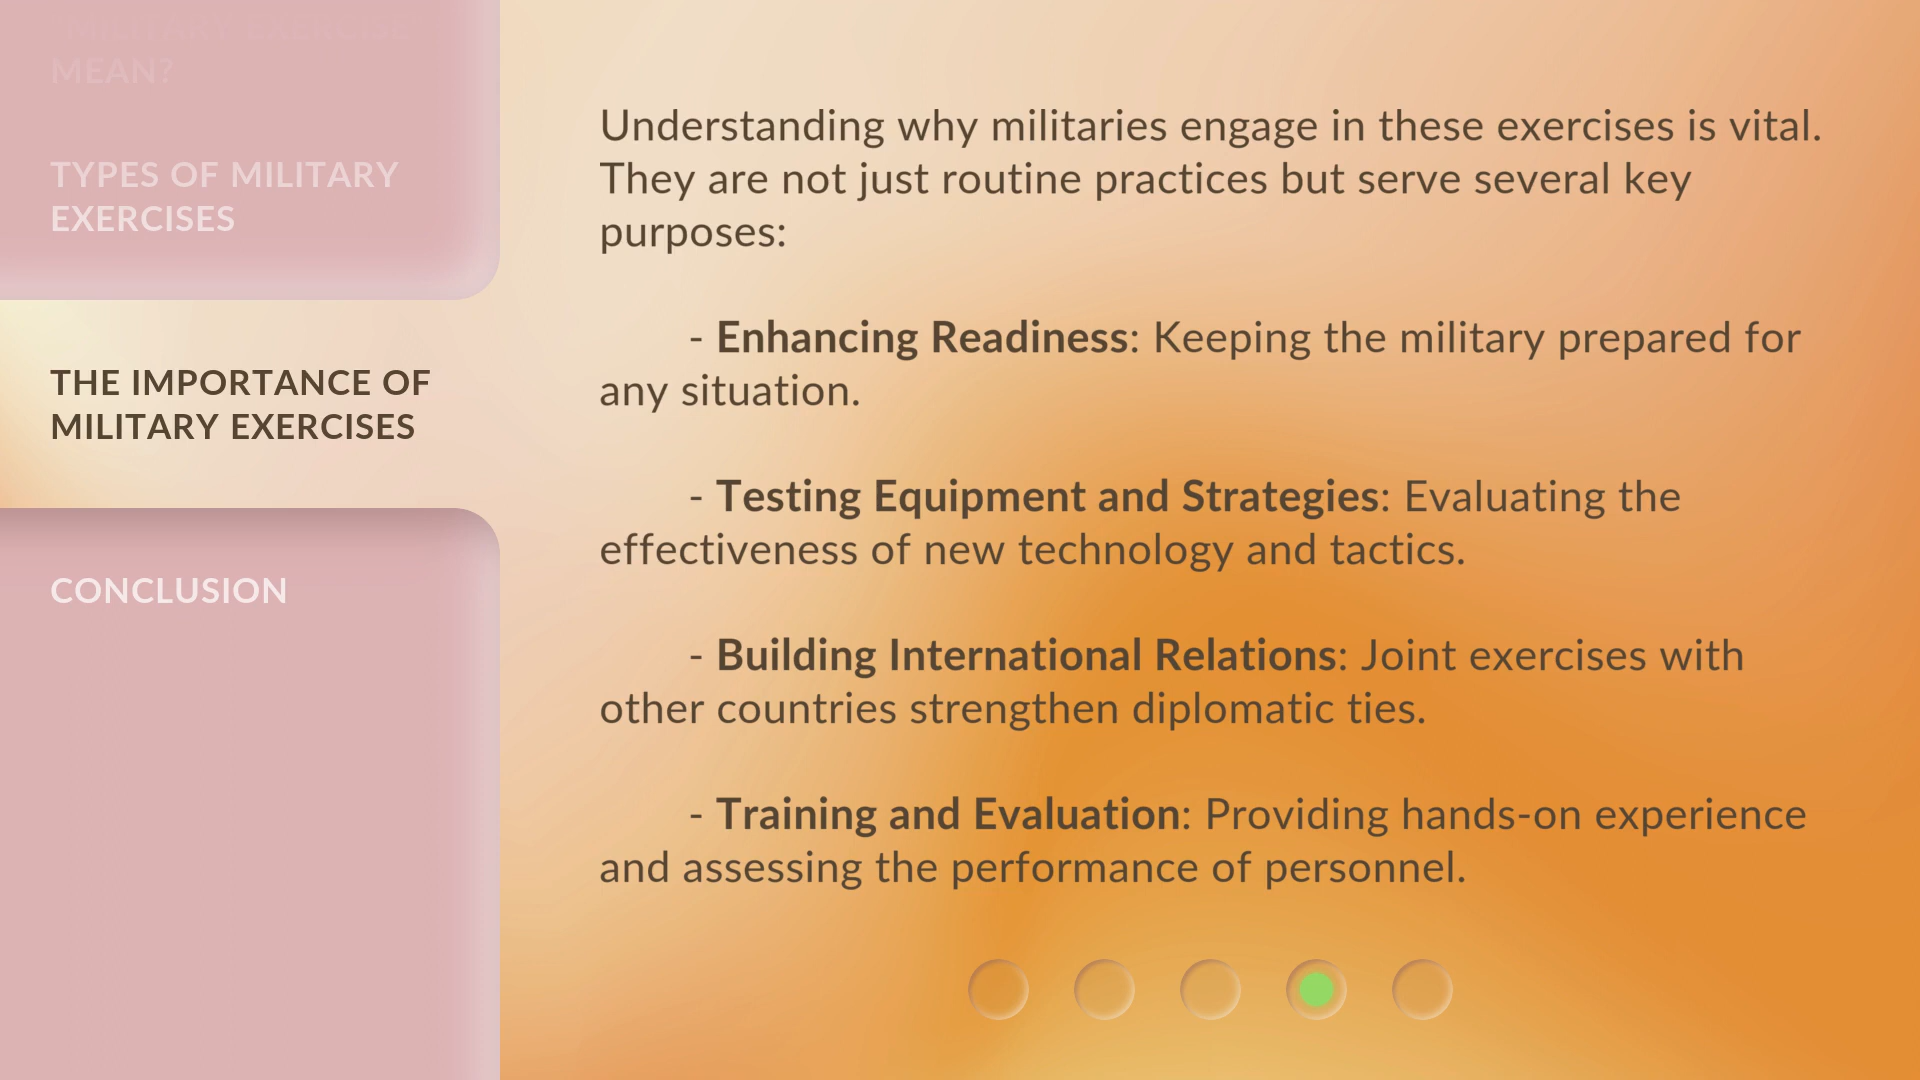 "MILITARY EXERCISE"
MEAN?
TYPES OF MILITARY
EXERCISES
THE IMPORTANCE OF
MILITARY EXERCISES
CONCLUSION
Understanding why militaries engage in these exercises is vital.
They are not just routine practices but serve several key
purposes:
- Enhancing Readiness: Keeping the military prepared for
any situation.
- Testing Equipment and Strategies: Evaluating the
effectiveness of new technology and tactics.
- Building International Relations: Joint exercises with
other countries strengthen diplomatic ties.
- Training and Evaluation: Providing hands-on experience
and assessing the performance of personnel.